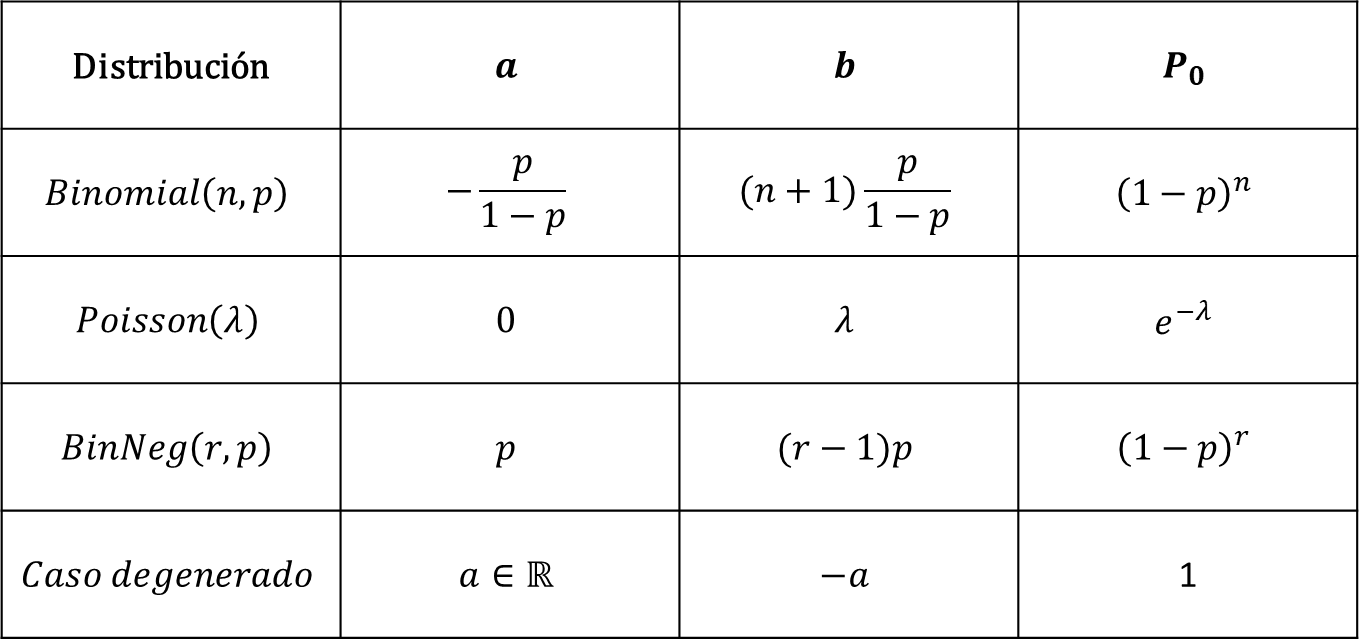 Distribución a b P₀
Binomial(n, p) −p/(1 − p) (n + 1) p/(1 − p) (1 − p)ⁿ
Poisson(λ) 0 λ e^−λ
BinNeg(r, p) p (r − 1)p (1 − p)^r
Caso degenerado a ∈ ℝ −a 1